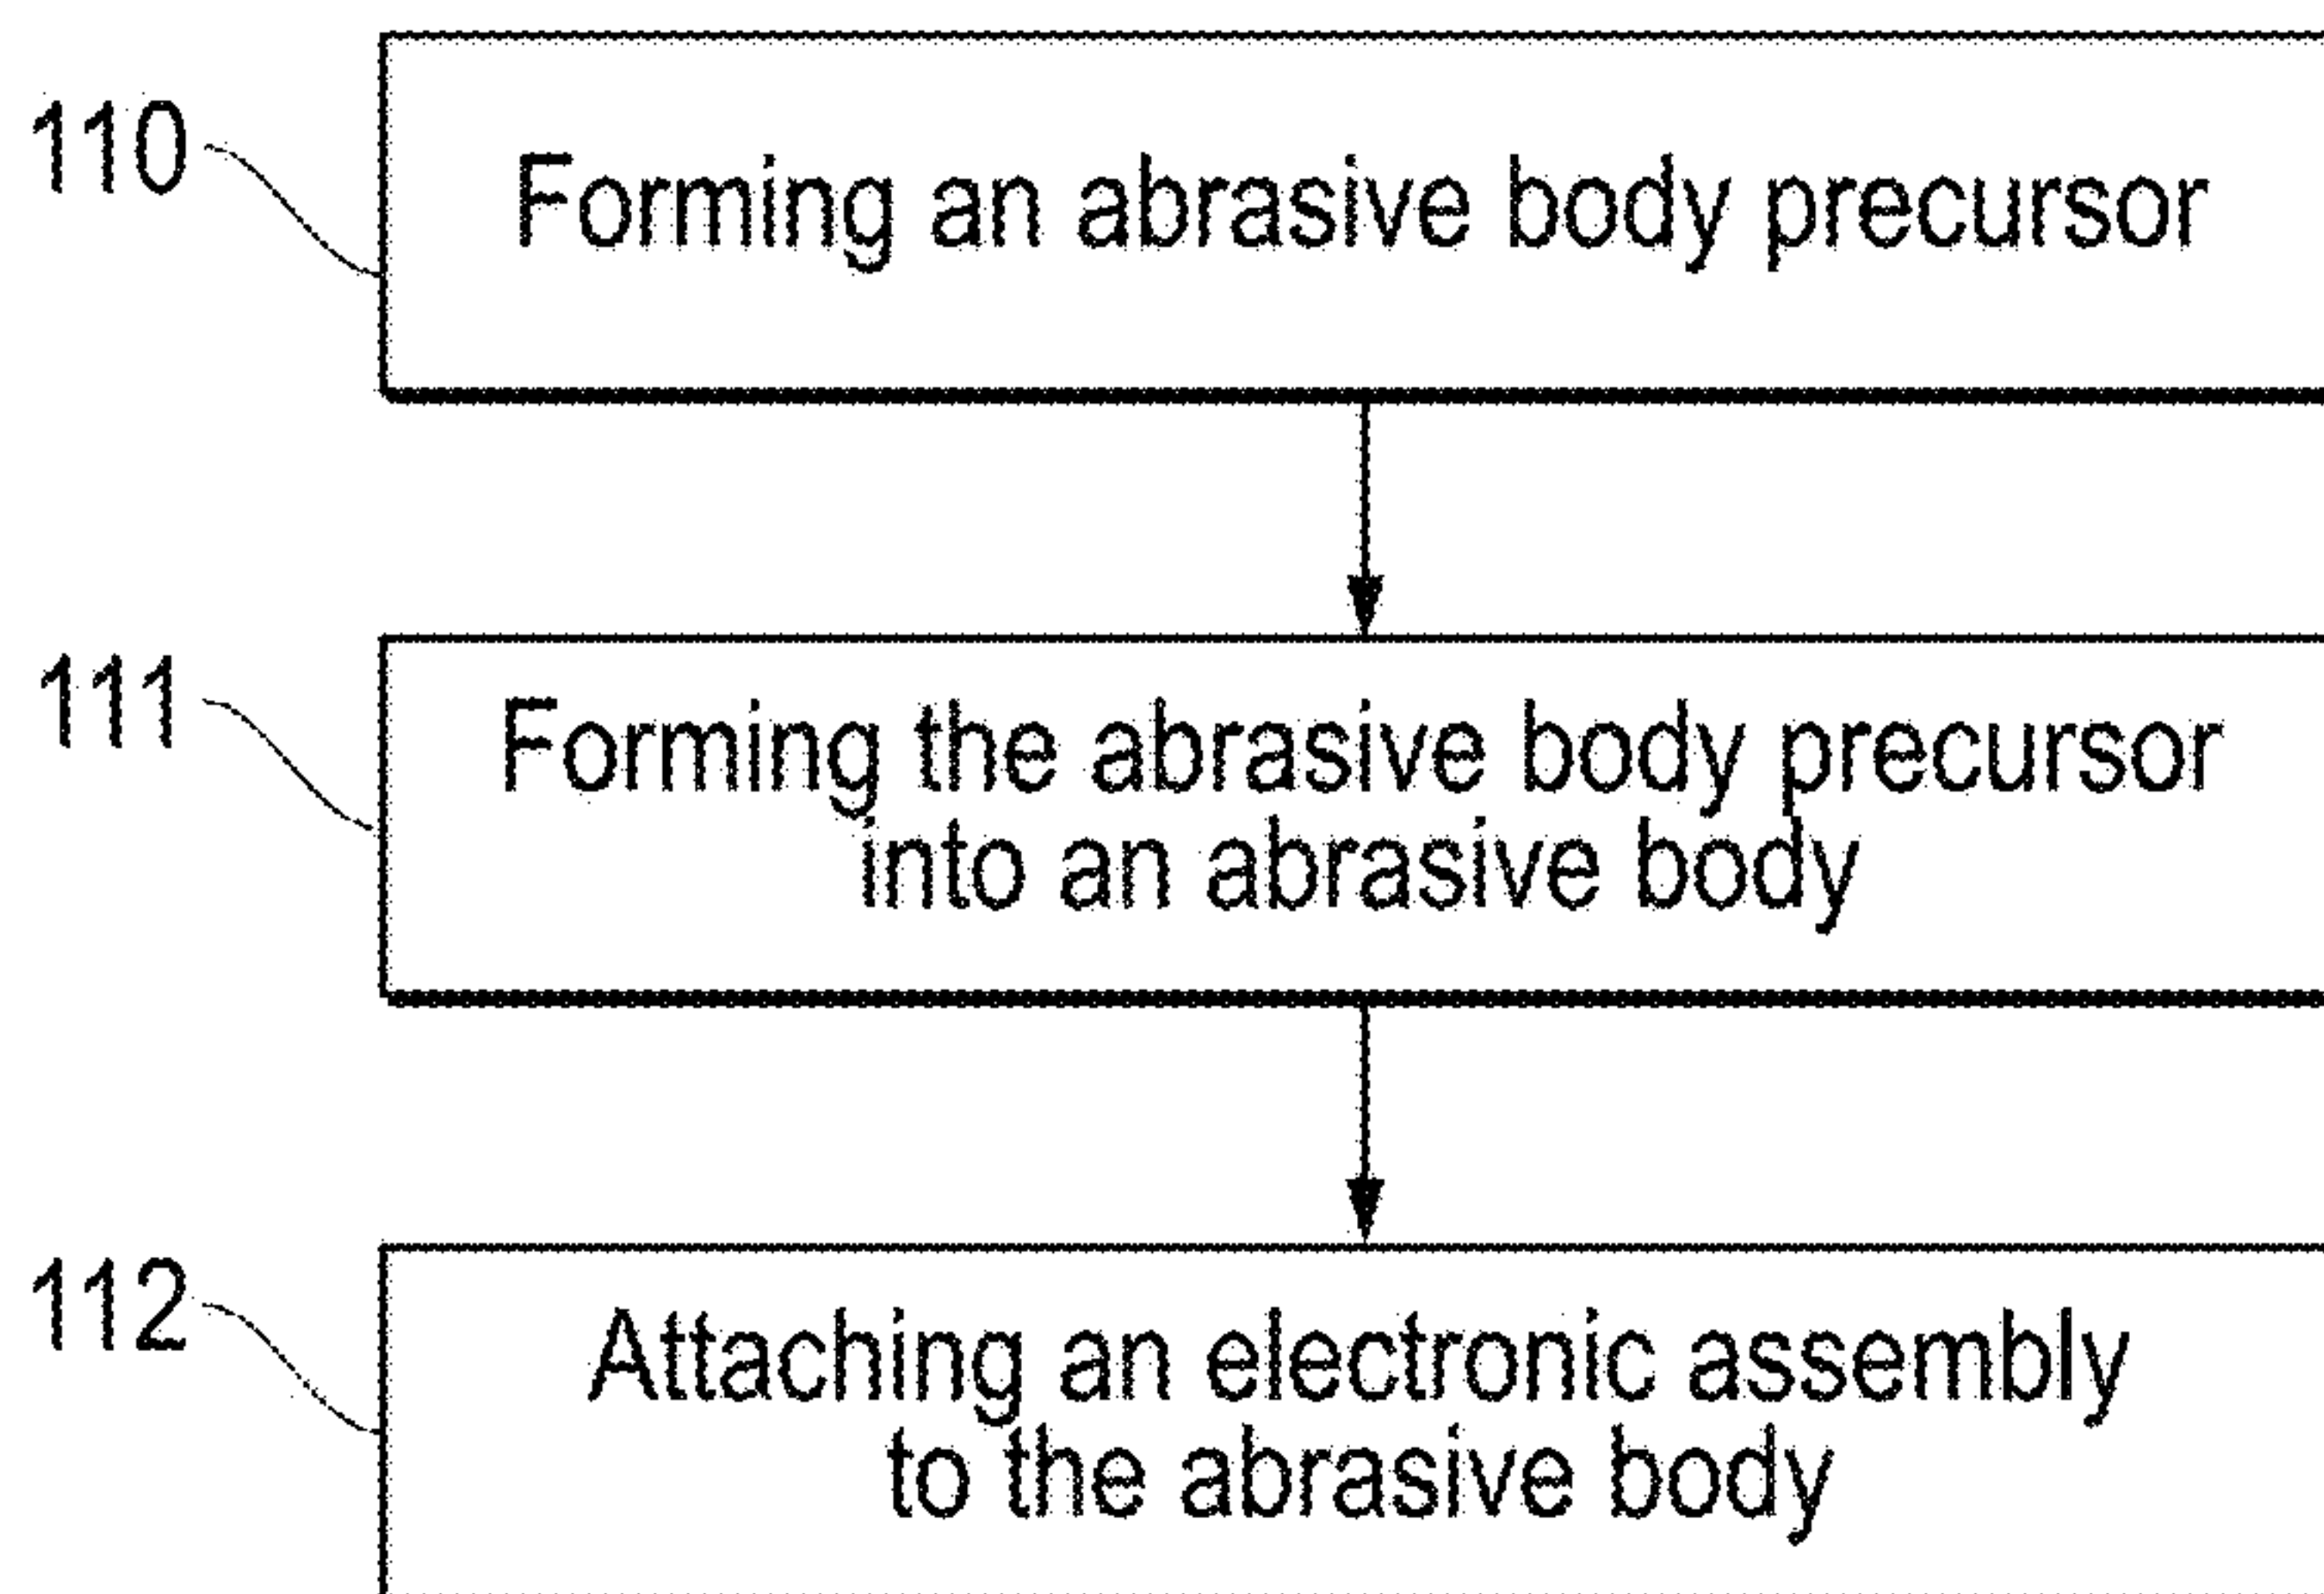 110
Forming an abrasive body precursor
111
Forming the abrasive body precursor
into an abrasive body
112
Attaching an electronic assembly
to the abrasive body